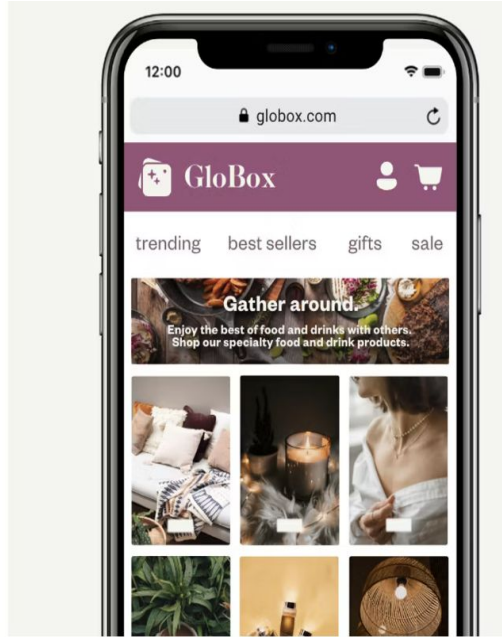 12:00
globox.com
GloBox
trending best sellers gifts sale
Gather around.
Enjoy the best of food and drinks with others.
Shop our specialty food and drink products.